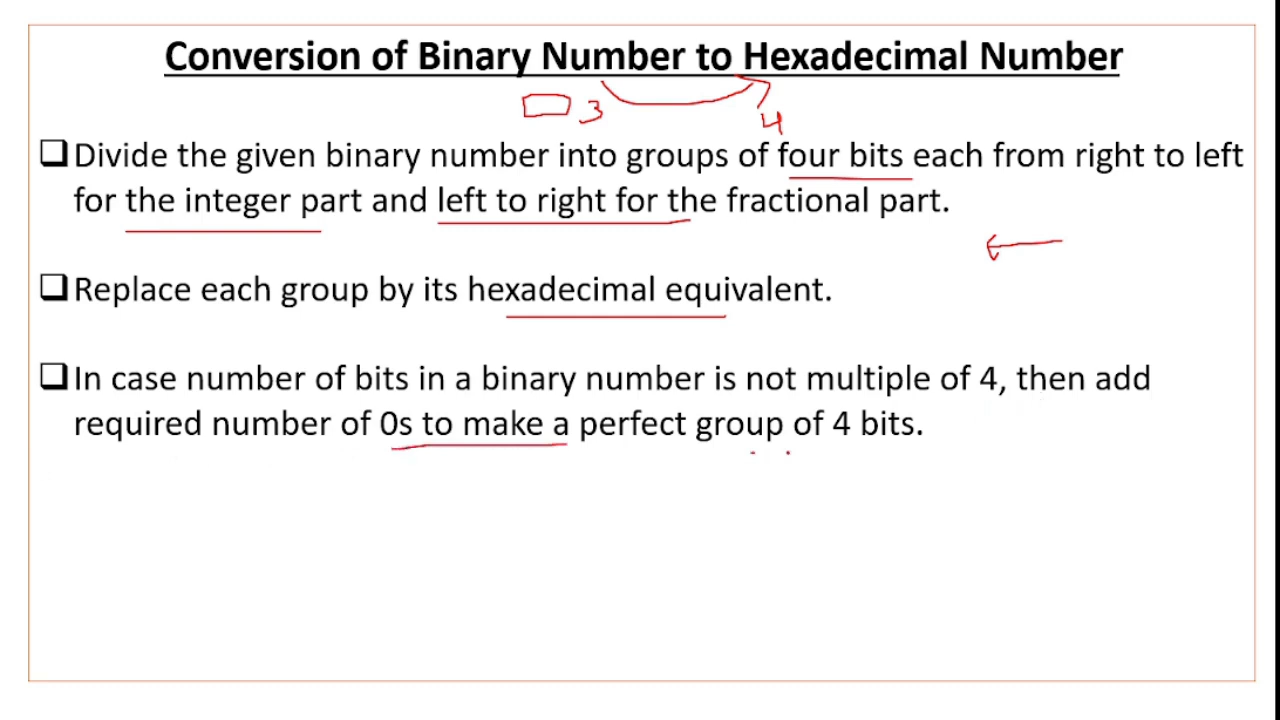 Conversion of Binary Number to Hexadecimal Number
3
4
Divide the given binary number into groups of four bits each from right to left
for the integer part and left to right for the fractional part.
Replace each group by its hexadecimal equivalent.
In case number of bits in a binary number is not multiple of 4, then add
required number of 0s to make a perfect group of 4 bits.